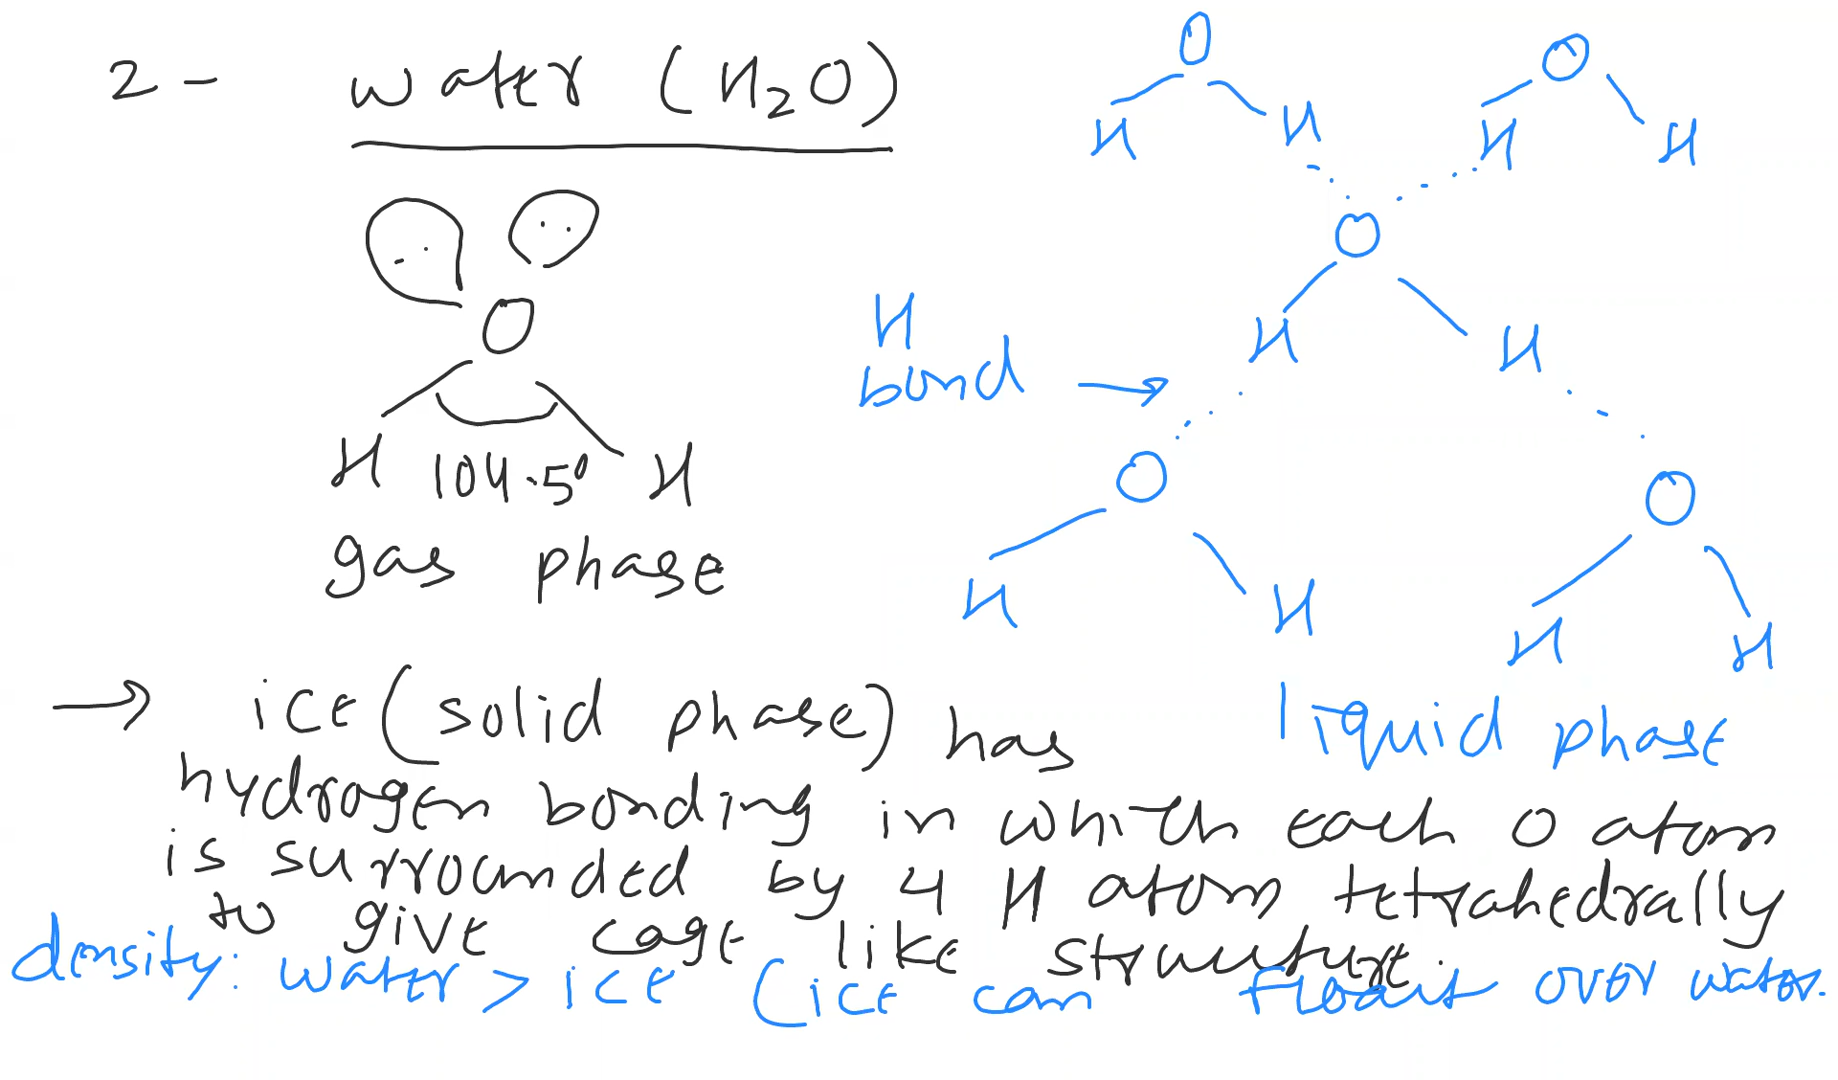 2 - water (H2O)
O
H H
O
H H
O
H 104.5° H
gas phase
O
H H
H
bond →
O
H H
O
H H
liquid phase
→ ice (solid phase) has
hydrogen bonding in which each O atom
is surrounded by 4 H atom tetrahedrally
to give cage like structure.
density: water > ice (ice can float over water.